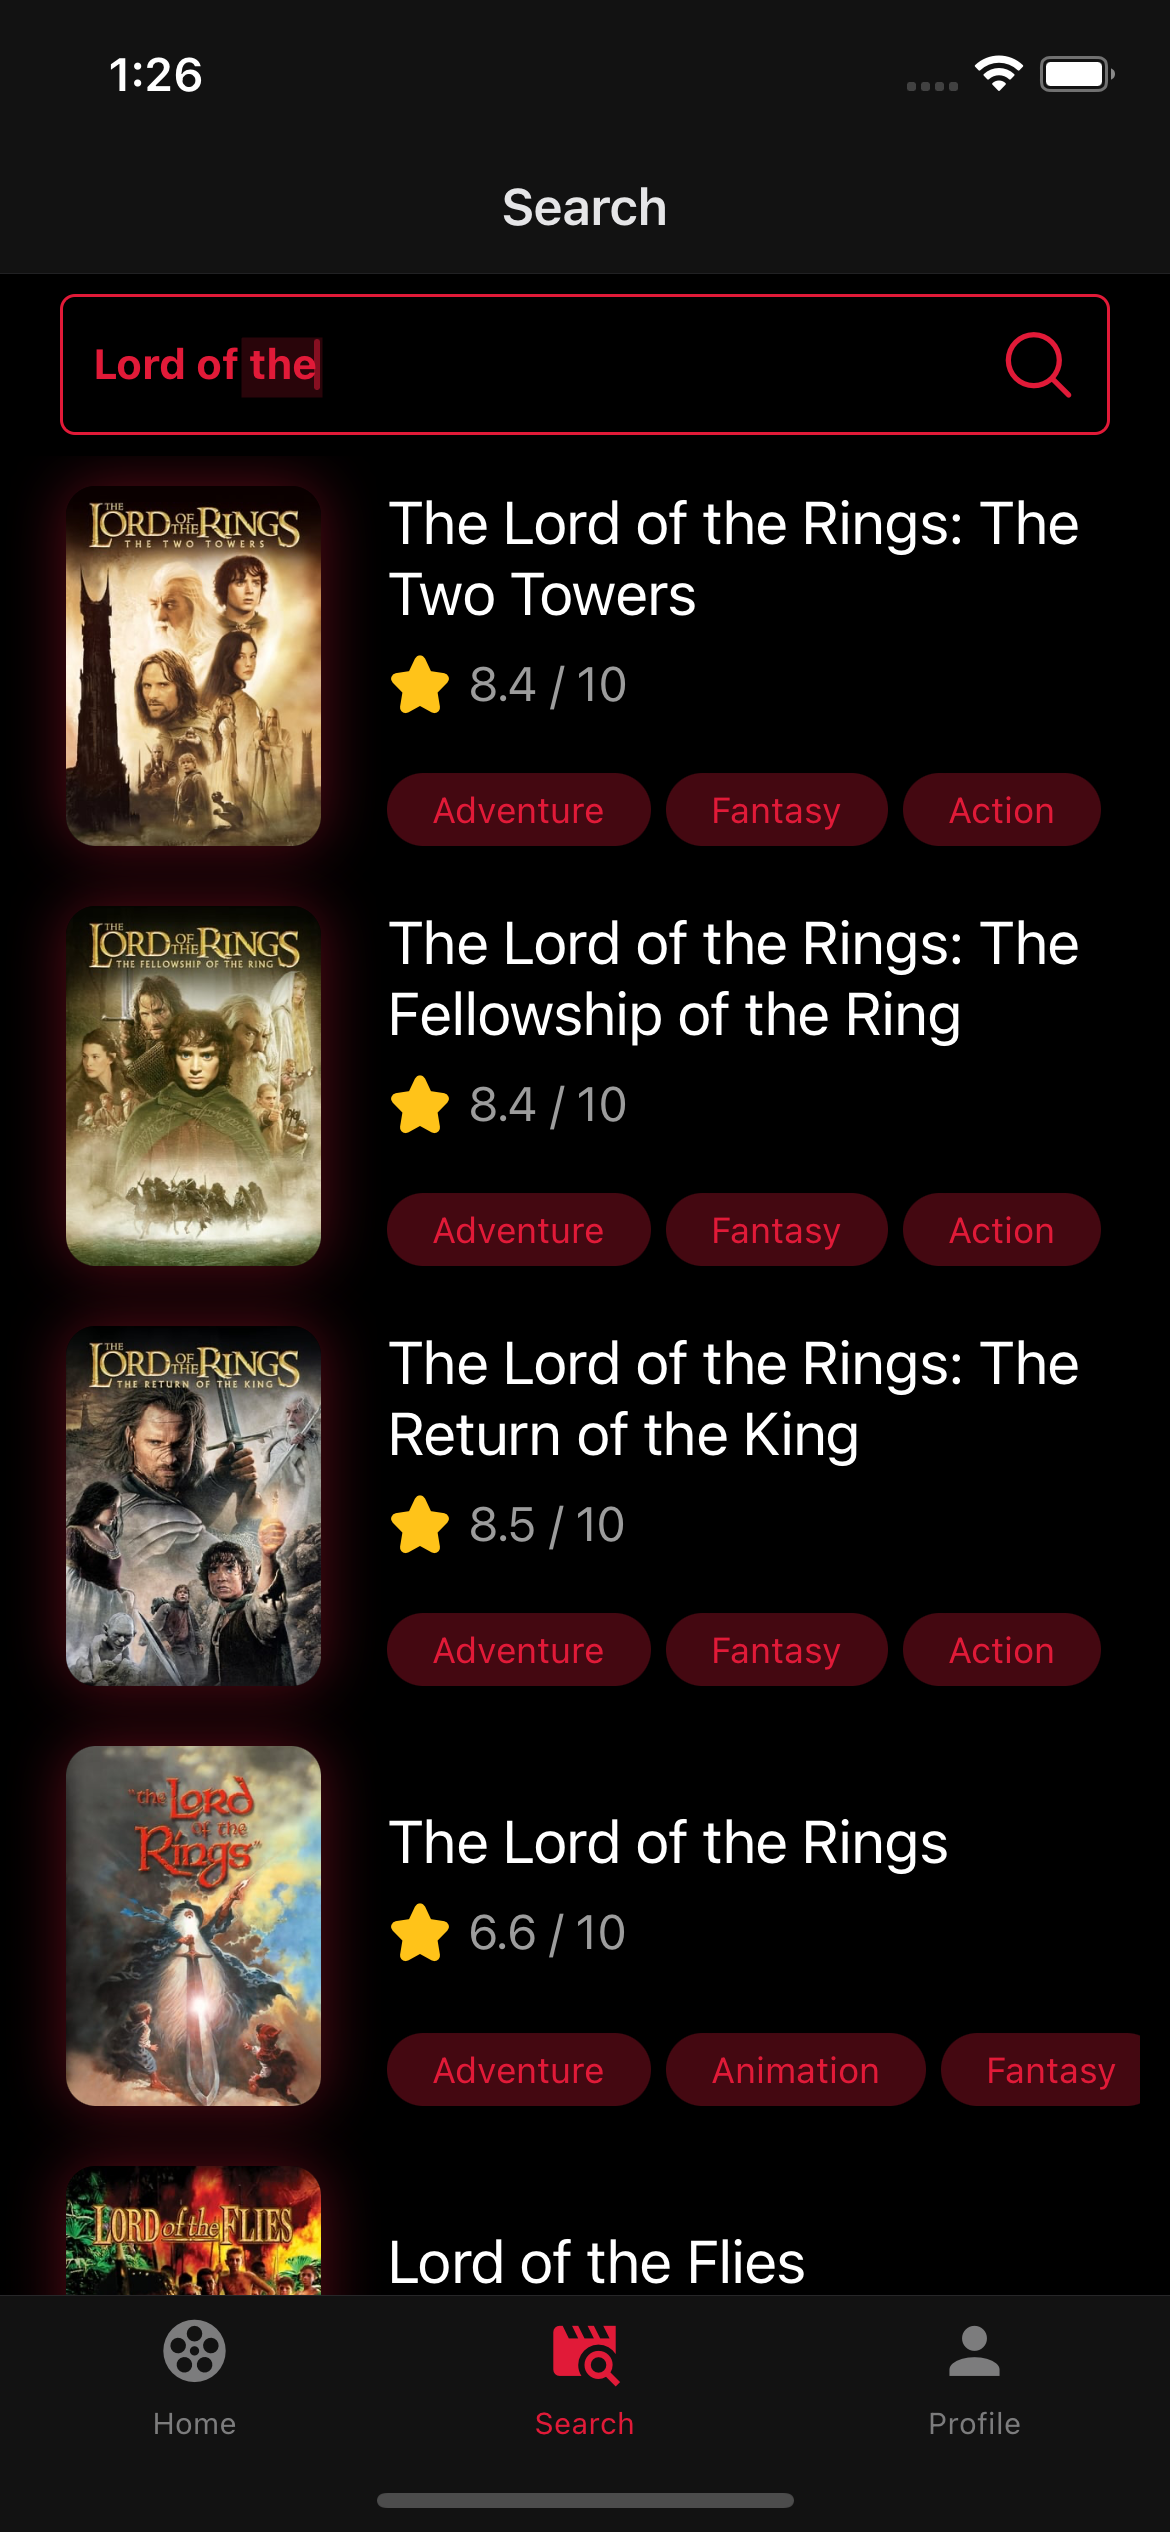 1:26
Search
Lord of the
THE
LORD OF THE RINGS
THE TWO TOWERS
The Lord of the Rings: The
Two Towers
8.4 / 10
Adventure Fantasy Action
THE
LORD OF THE RINGS
THE FELLOWSHIP OF THE RING
The Lord of the Rings: The
Fellowship of the Ring
8.4 / 10
Adventure Fantasy Action
THE
LORD OF THE RINGS
THE RETURN OF THE KING
The Lord of the Rings: The
Return of the King
8.5 / 10
Adventure Fantasy Action
"the Lord
of the
Rings"
The Lord of the Rings
6.6 / 10
Adventure Animation Fantasy
LORD of the FLIES
Lord of the Flies
Home Search Profile